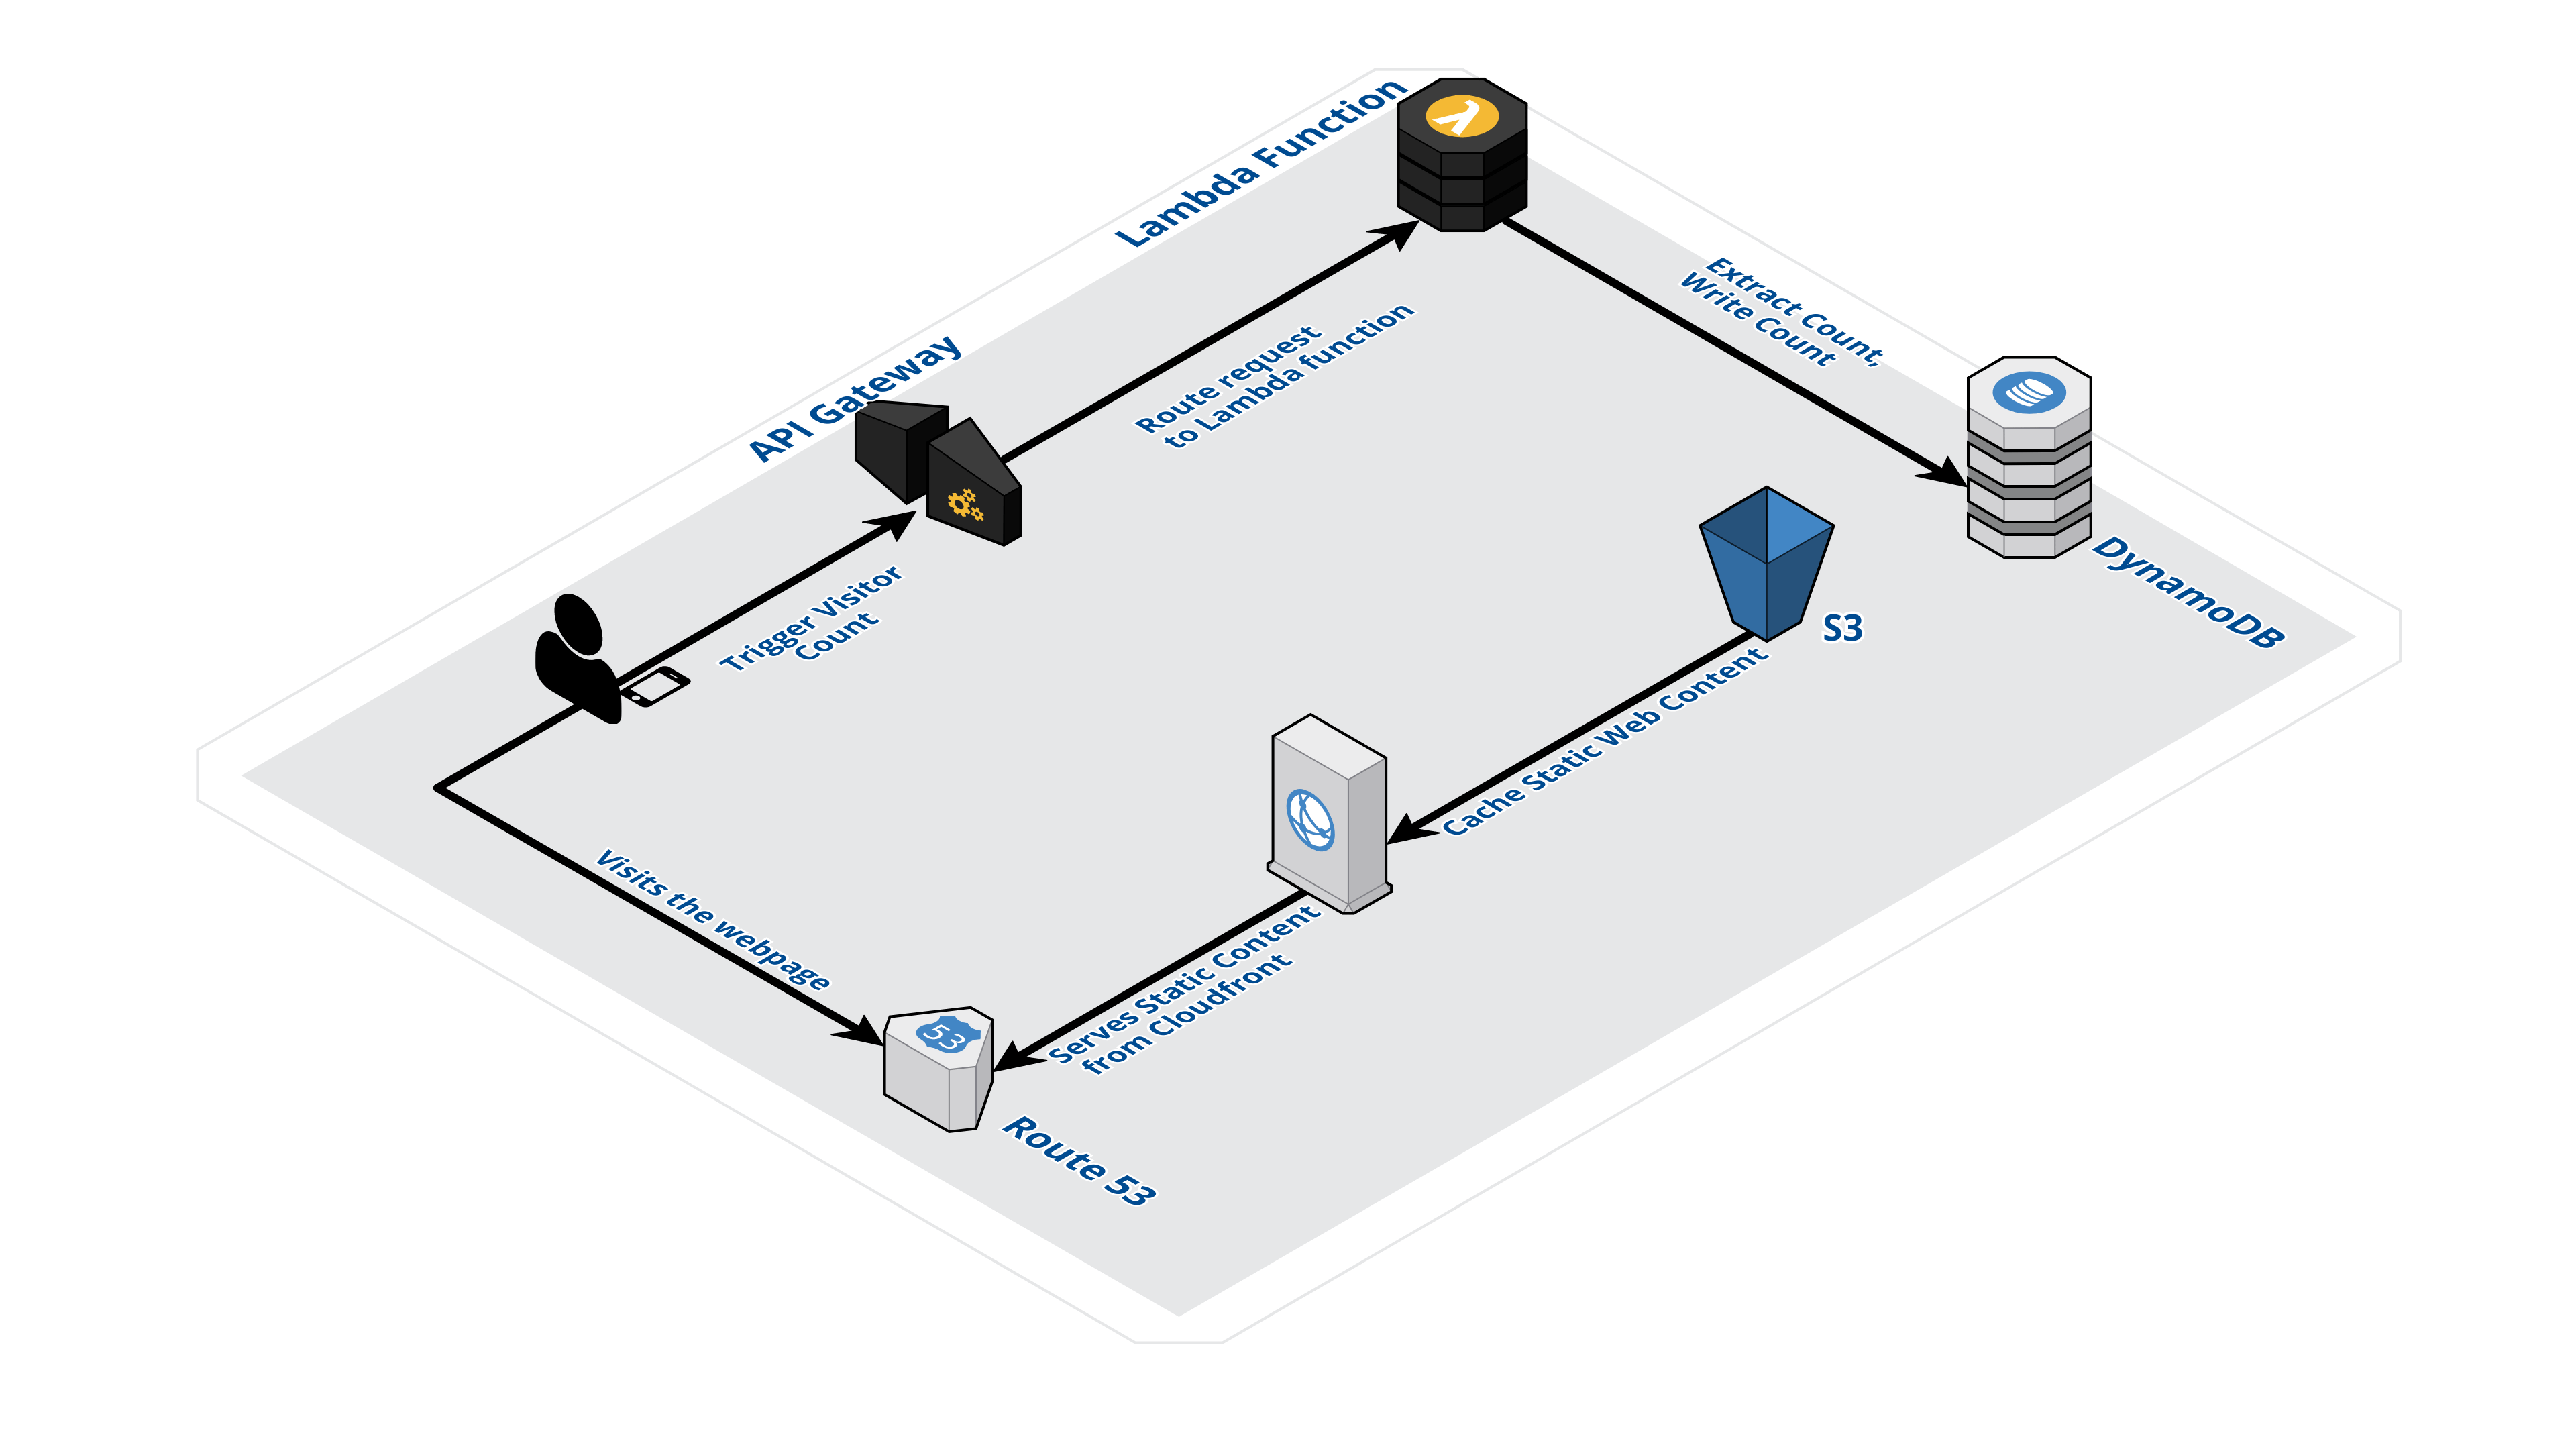 Lambda Function
API Gateway
Extract Count,
Write Count
Route request
to Lambda function
DynamoDB
Trigger Visitor
Count
S3
Cache Static Web Content
Visits the webpage
Serves Static Content
from Cloudfront
53
Route 53